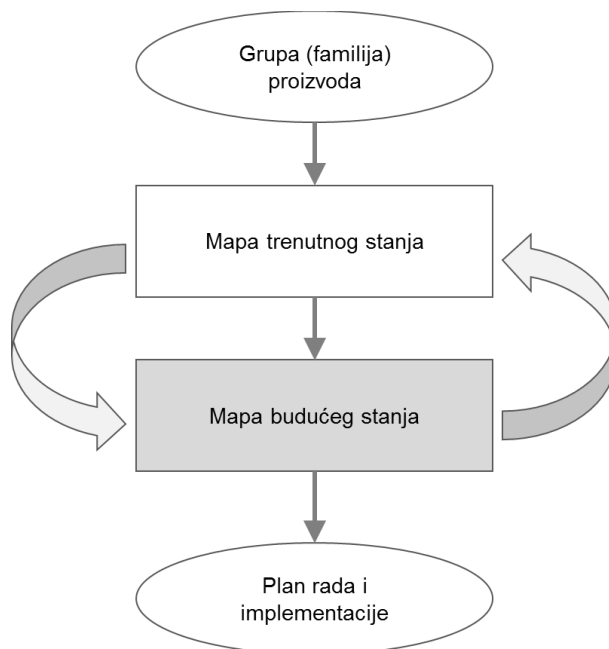 Grupa (familija)
proizvoda
Mapa trenutnog stanja
Mapa budućeg stanja
Plan rada i
implementacije